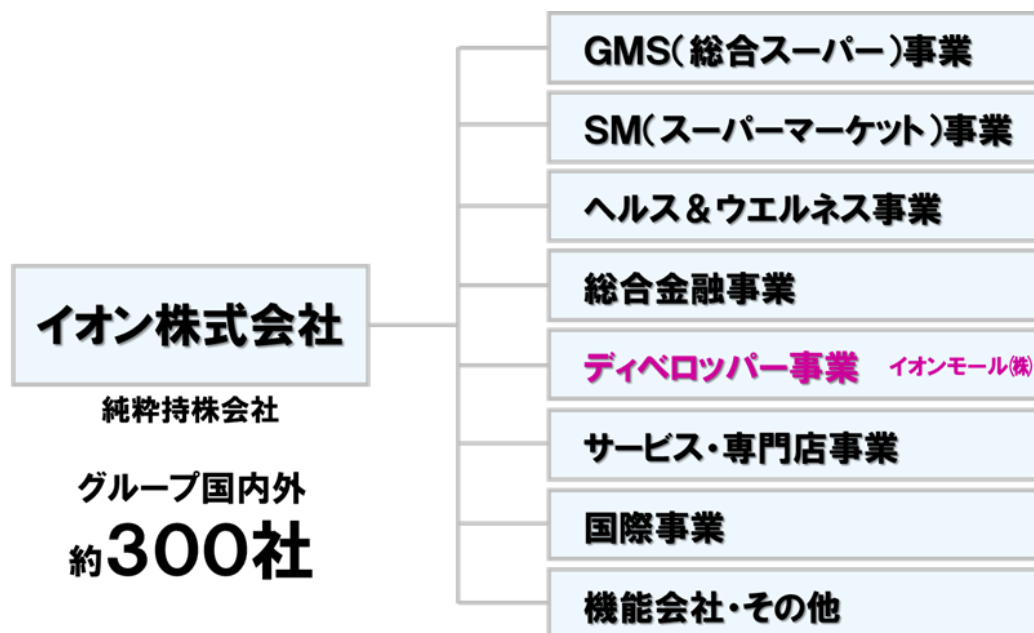 イオン株式会社
純粋持株会社
グループ国内外
約300社
GMS(総合スーパー)事業
SM(スーパーマーケット)事業
ヘルス&ウエルネス事業
総合金融事業
ディベロッパー事業 イオンモール㈱
サービス・専門店事業
国際事業
機能会社・その他